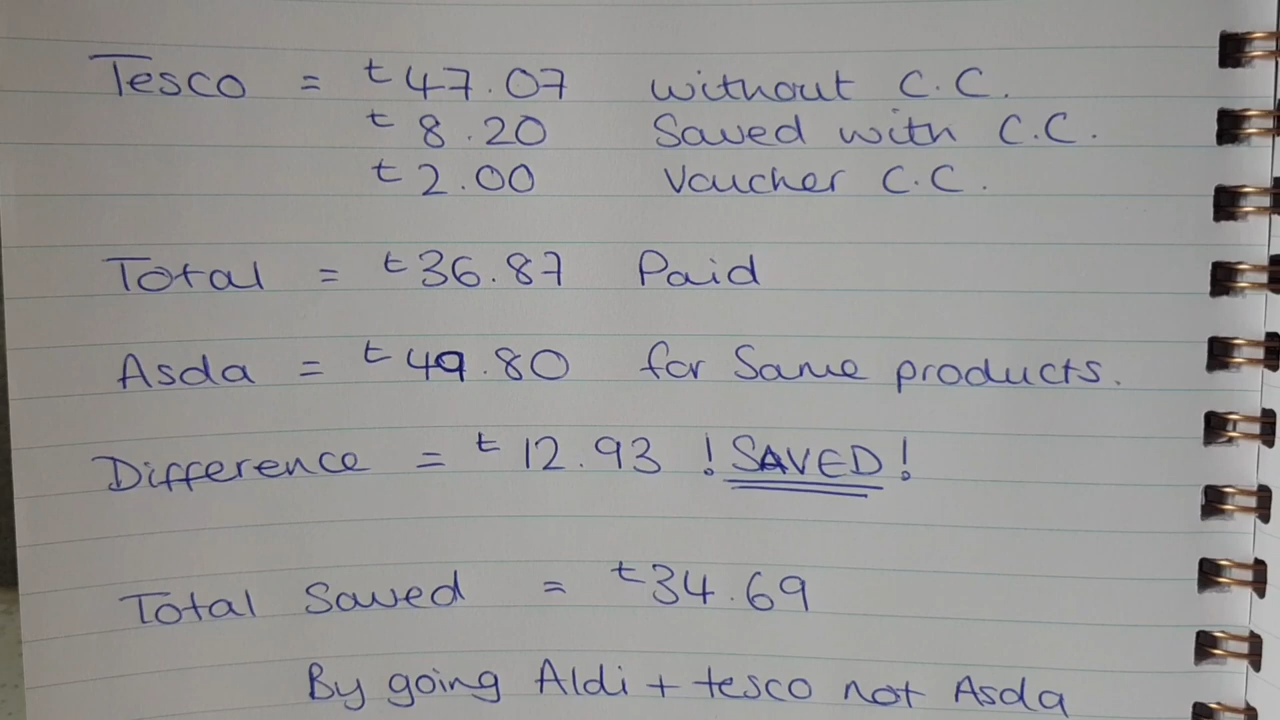 Tesco = £47.07 without C.C.
£8.20 Saved with C.C.
£2.00 Voucher C.C.
Total = £36.87 Paid
Asda = £49.80 for Same products.
Difference = £12.93 !SAVED!
Total Saved = £34.69
By going Aldi + tesco not Asda